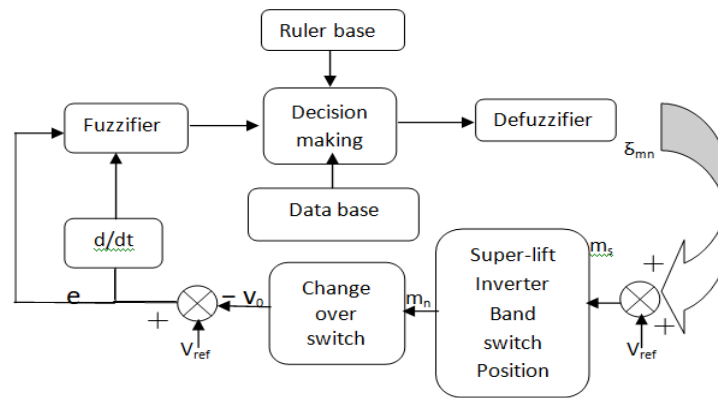 Ruler base
Fuzzifier
Decision
making
Defuzzifier
δmn
Data base
d/dt
Super-lift
Inverter
Band
switch
Position
ms
+
+
Vref
mn
Change
over
switch
– v0
e
+
Vref